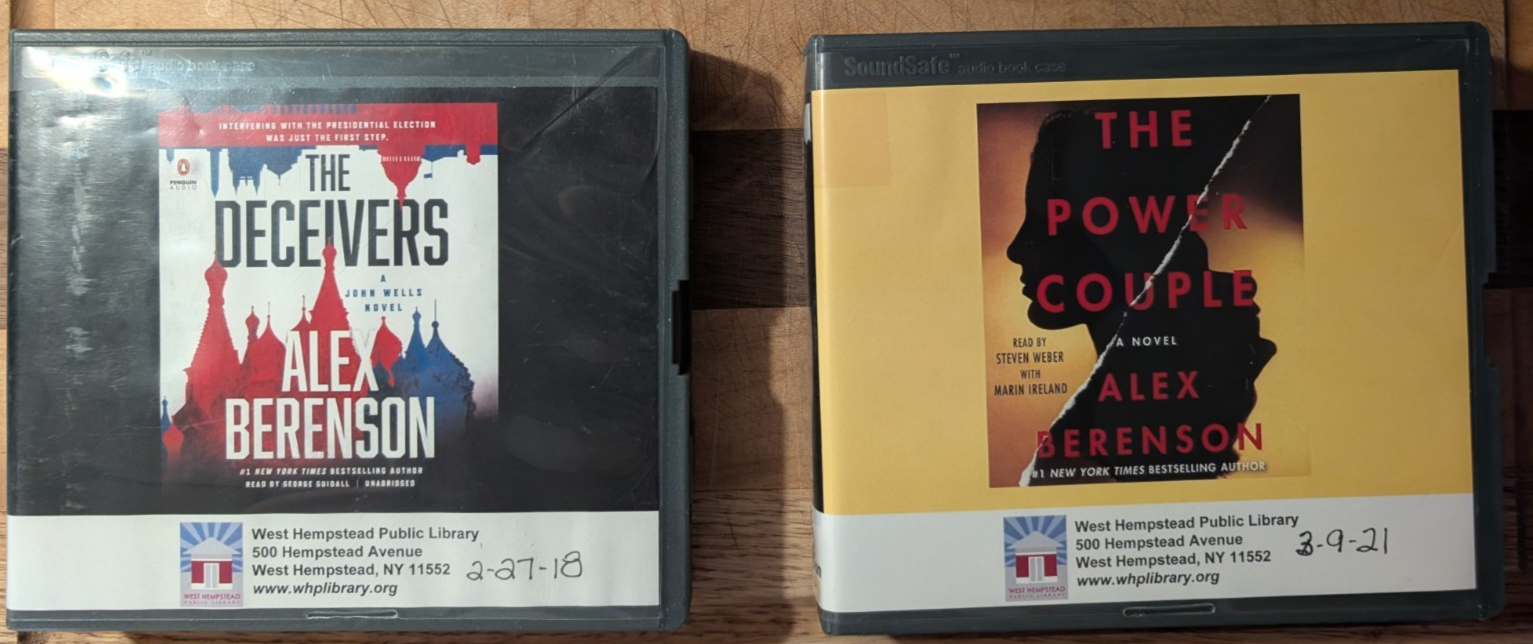 audio book case
INTERFERING WITH THE PRESIDENTIAL ELECTION
WAS JUST THE FIRST STEP.
PENGUIN
AUDIO
THE
DECEIVERS
A
JOHN WELLS
NOVEL
ALEX
BERENSON
#1 NEW YORK TIMES BESTSELLING AUTHOR
READ BY GEORGE GUIDALL | UNABRIDGED
West Hempstead Public Library
500 Hempstead Avenue
West Hempstead, NY 11552
www.whplibrary.org
2-27-18
WEST HEMPSTEAD
PUBLIC LIBRARY
SoundSafe™ audio book case
THE
POWER
COUPLE
A NOVEL
READ BY
STEVEN WEBER
WITH
MARIN IRELAND
ALEX
BERENSON
#1 NEW YORK TIMES BESTSELLING AUTHOR
West Hempstead Public Library
500 Hempstead Avenue
West Hempstead, NY 11552
www.whplibrary.org
3-9-21
WEST HEMPSTEAD
PUBLIC LIBRARY